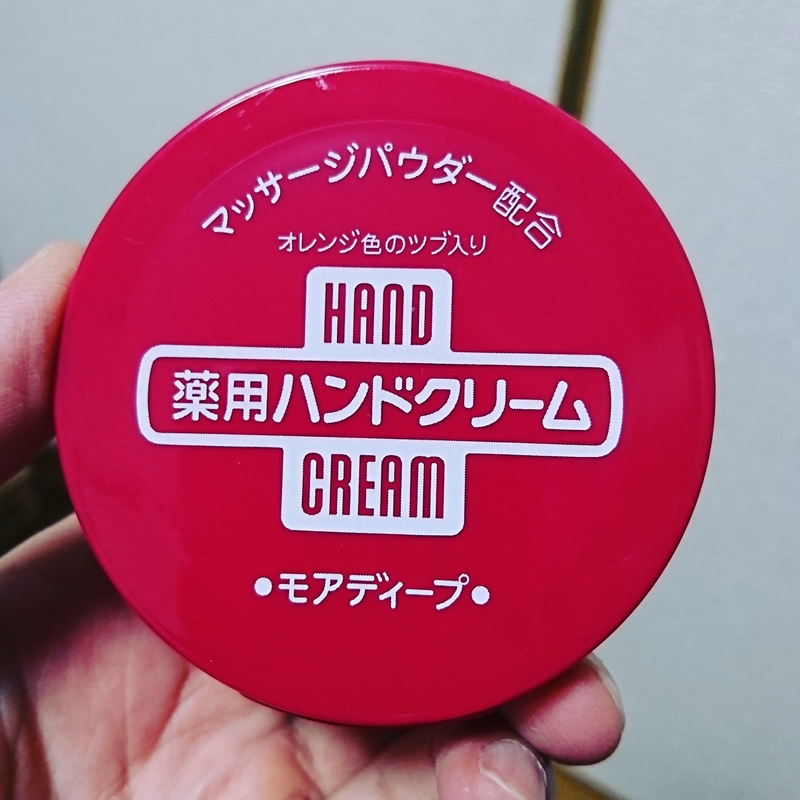 マッサージパウダー配合
オレンジ色のツブ入り
HAND
薬用ハンドクリーム
CREAM
•モアディープ•